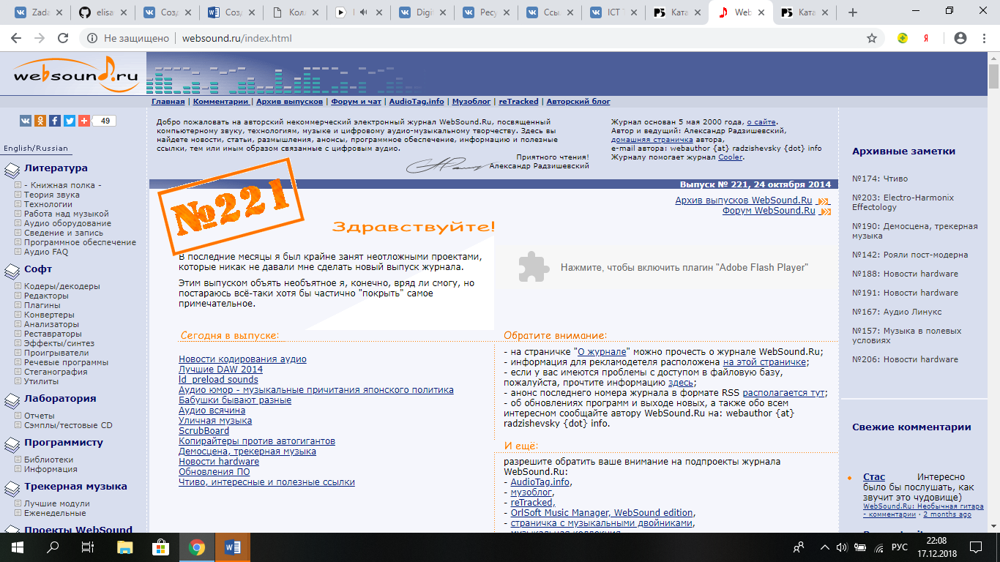 Zada
elisa
Созд
Созд
Кол
Digi
Ресу
Ссы
ICT
Ката
Web
Ката
Не защищено | websound.ru/index.html
websound.ru
Главная | Комментарии | Архив выпусков | Форум и чат | AudioTag.info | Музоблог | reTracked | Авторский блог
49
English/Russian
Литература
- Книжная полка -
Теория звука
Технологии
Работа над музыкой
Аудио оборудование
Сведение и запись
Программное обеспечение
Аудио FAQ
Софт
Кодеры/декодеры
Редакторы
Плагины
Конвертеры
Анализаторы
Реставраторы
Эффекты/синтез
Проигрыватели
Речевые программы
Стеганография
Утилиты
Лаборатория
Отчеты
Сэмплы/тестовые CD
Программисту
Библиотеки
Информация
Трекерная музыка
Лучшие модули
Еженедельные
Проекты WebSound
Добро пожаловать на авторский некоммерческий электронный журнал WebSound.Ru, посвященный
компьютерному звуку, технологиям, музыке и цифровому аудио-музыкальному творчеству. Здесь вы
найдете новости, статьи, размышления, анонсы, программное обеспечение, информацию и полезные
ссылки, тем или иным образом связанные с цифровым аудио.
Приятного чтения!
Александр Радзишевский
Журнал основан 5 мая 2000 года, о сайте.
Автор и ведущий: Александр Радзишевский,
домашняя страничка автора,
e-mail автора: webauthor {at} radzishevsky {dot} info
Журналу помогает журнал Cooler.
Выпуск № 221, 24 октября 2014
№221
Архив выпусков WebSound.Ru
Форум WebSound.Ru
Здравствуйте!
В последние месяцы я был крайне занят неотложными проектами,
которые никак не давали мне сделать новый выпуск журнала.
Этим выпуском объять необъятное я, конечно, вряд ли смогу, но
постараюсь всё-таки хотя бы частично "покрыть" самое
примечательное.
Нажмите, чтобы включить плагин "Adobe Flash Player"
Сегодня в выпуске:
Новости кодирования аудио
Лучшие DAW 2014
ld_preload sounds
Аудио юмор - музыкальные причитания японского политика
Бабушки бывают разные
Аудио всячина
Уличная музыка
ScrubBoard
Копирайтеры против автогигантов
Демосцена, трекерная музыка
Новости hardware
Обновления ПО
Чтиво, интересные и полезные ссылки
Обратите внимание:
- на страничке "О журнале" можно прочесть о журнале WebSound.Ru;
- информация для рекламодетеля расположена на этой страничке;
- если у вас имеются проблемы с доступом в файловую базу,
пожалуйста, прочтите информацию здесь;
- анонс последнего номера журнала в формате RSS располагается тут;
- об обновлениях программ и выходе новых, а также обо всем
интересном сообщайте автору WebSound.Ru на: webauthor {at}
radzishevsky {dot} info.
И ещё:
разрешите обратить ваше внимание на подпроекты журнала
WebSound.Ru:
- AudioTag.info,
- музоблог,
- reTracked,
- OrlSoft Music Manager, WebSound edition,
- страничка с музыкальными двойниками,
- музыкальная коллекция
Архивные заметки
№174: Чтиво
№203: Electro-Harmonix
Effectology
№190: Демосцена, трекерная
музыка
№142: Рояли пост-модерна
№188: Новости hardware
№191: Новости hardware
№167: Аудио Линукс
№157: Музыка в полевых
условиях
№206: Новости hardware
Свежие комментарии
Стас Интересно
было бы послушать, как
звучит это чудовище)
WebSound.Ru: Необычная гитара
- комментарии · 2 months ago
РУС
22:08
17.12.2018